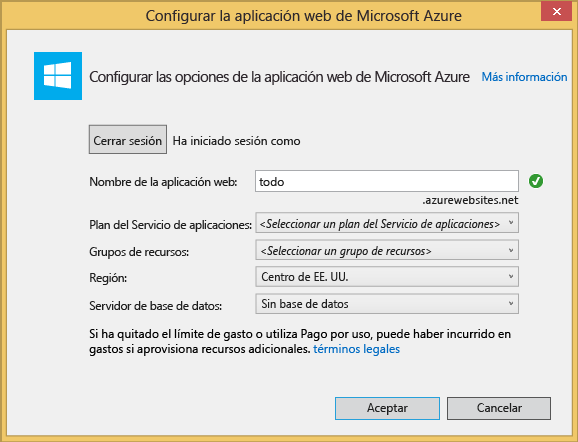 Configurar la aplicación web de Microsoft Azure
Configurar las opciones de la aplicación web de Microsoft Azure Más información
Cerrar sesión Ha iniciado sesión como
Nombre de la aplicación web: todo
.azurewebsites.net
Plan del Servicio de aplicaciones: <Seleccionar un plan del Servicio de aplicaciones>
Grupos de recursos: <Seleccionar un grupo de recursos>
Región: Centro de EE. UU.
Servidor de base de datos: Sin base de datos
Si ha quitado el límite de gasto o utiliza Pago por uso, puede haber incurrido en
gastos si aprovisiona recursos adicionales. términos legales
Aceptar Cancelar